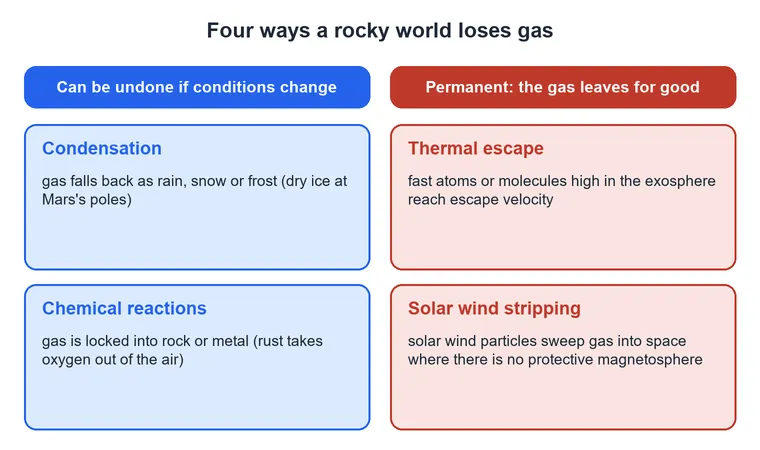 Four ways a rocky world loses gas
Can be undone if conditions change
Permanent: the gas leaves for good
Condensation
gas falls back as rain, snow or frost (dry ice at
Mars's poles)
Thermal escape
fast atoms or molecules high in the exosphere
reach escape velocity
Chemical reactions
gas is locked into rock or metal (rust takes
oxygen out of the air)
Solar wind stripping
solar wind particles sweep gas into space
where there is no protective magnetosphere